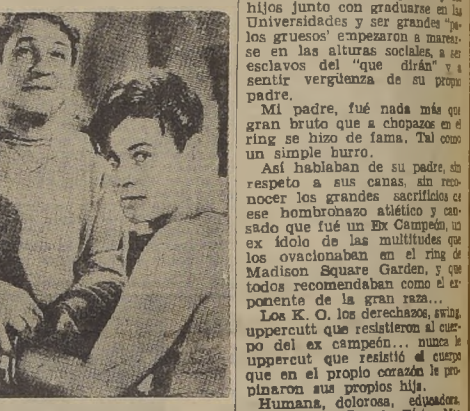 hijos junto con graduarse en las
Universidades y ser grandes "pe-
los gruesos' empezaron a marear-
se en las alturas sociales, a ser
esclavos del "que dirán" y a
sentir vergüenza de su propio
padre.
Mi padre, fué nada más que
gran bruto que a chopazos en el
ring se hizo de fama. Tal como
un simple burro.
Así hablaban de su padre, sin
respeto a sus canas, sin reco-
nocer los grandes sacrificios de
ese hombronazo atlético y can-
sado que fué un Ex Campeón, un
ex ídolo de las multitudes que
los ovacionaban en el ring de
Madison Square Garden, y que
todos recomendaban como el ex-
ponente de la gran raza...
Los K. O. los derechazos, swing,
uppercutt que resistieron al cuer-
po del ex campeón... nunca le
uppercut que resistió el cuerpo
que en el propio corazón le pro-
pinaron sus propios hijs.
Humana, dolorosa, educadora.